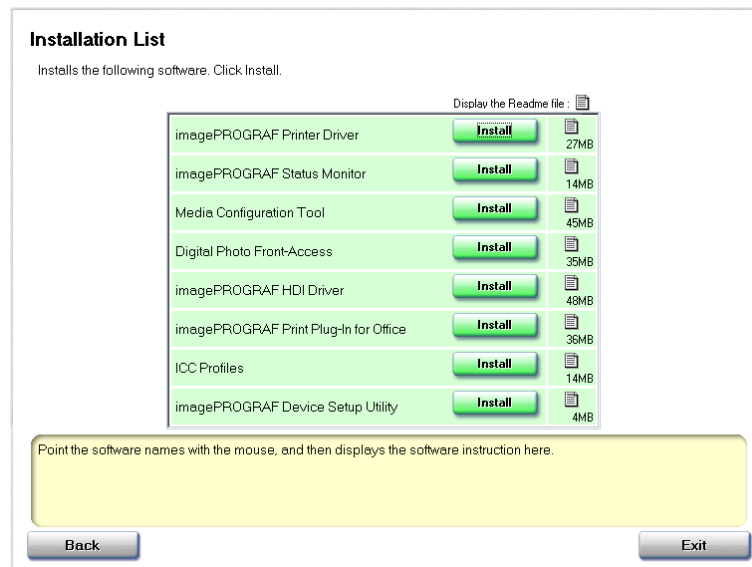 Installation List
Installs the following software. Click Install.
Display the Readme file :
imagePROGRAF Printer Driver Install 27MB
imagePROGRAF Status Monitor Install 14MB
Media Configuration Tool Install 45MB
Digital Photo Front-Access Install 35MB
imagePROGRAF HDI Driver Install 48MB
imagePROGRAF Print Plug-In for Office Install 36MB
ICC Profiles Install 14MB
imagePROGRAF Device Setup Utility Install 4MB
Point the software names with the mouse, and then displays the software instruction here.
Back Exit